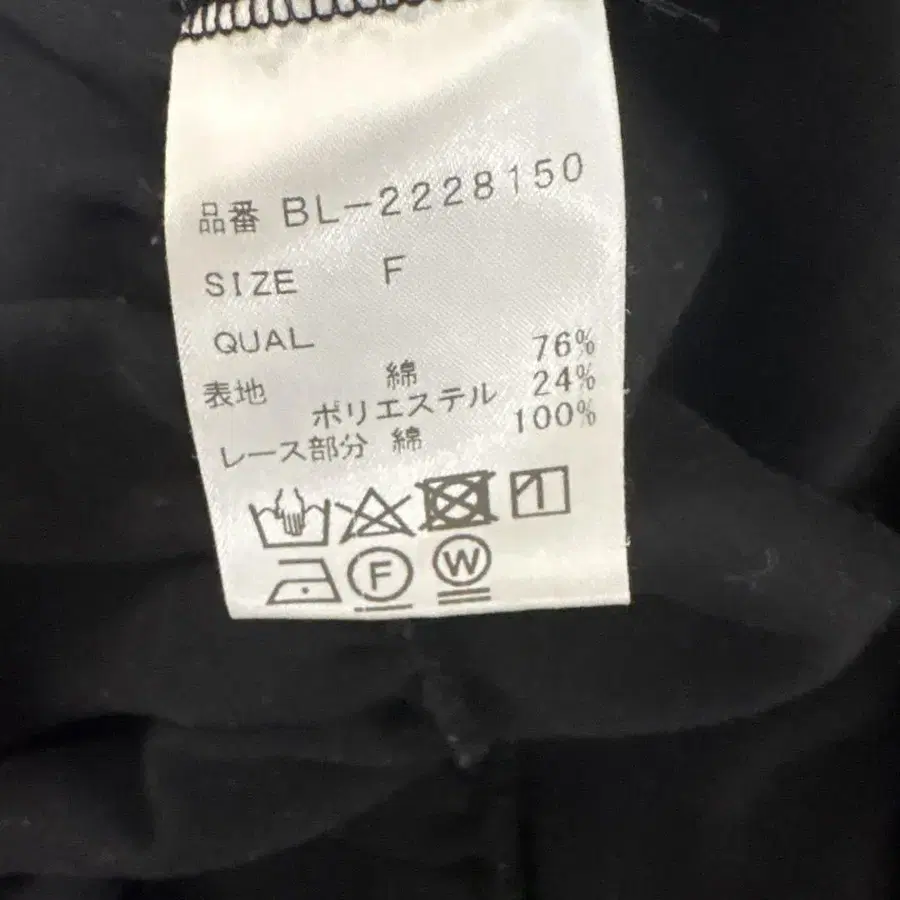 品番 BL-2228150
SIZE F
QUAL
表地 綿 76%
ポリエステル 24%
レース部分 綿 100%
F W